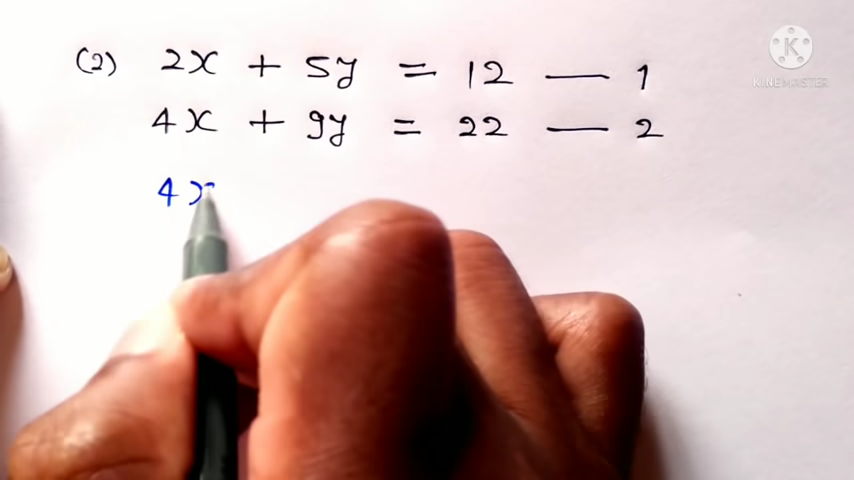 (2) 2x + 5y = 12 — 1
4x + 9y = 22 — 2
4x
KINEMASTER